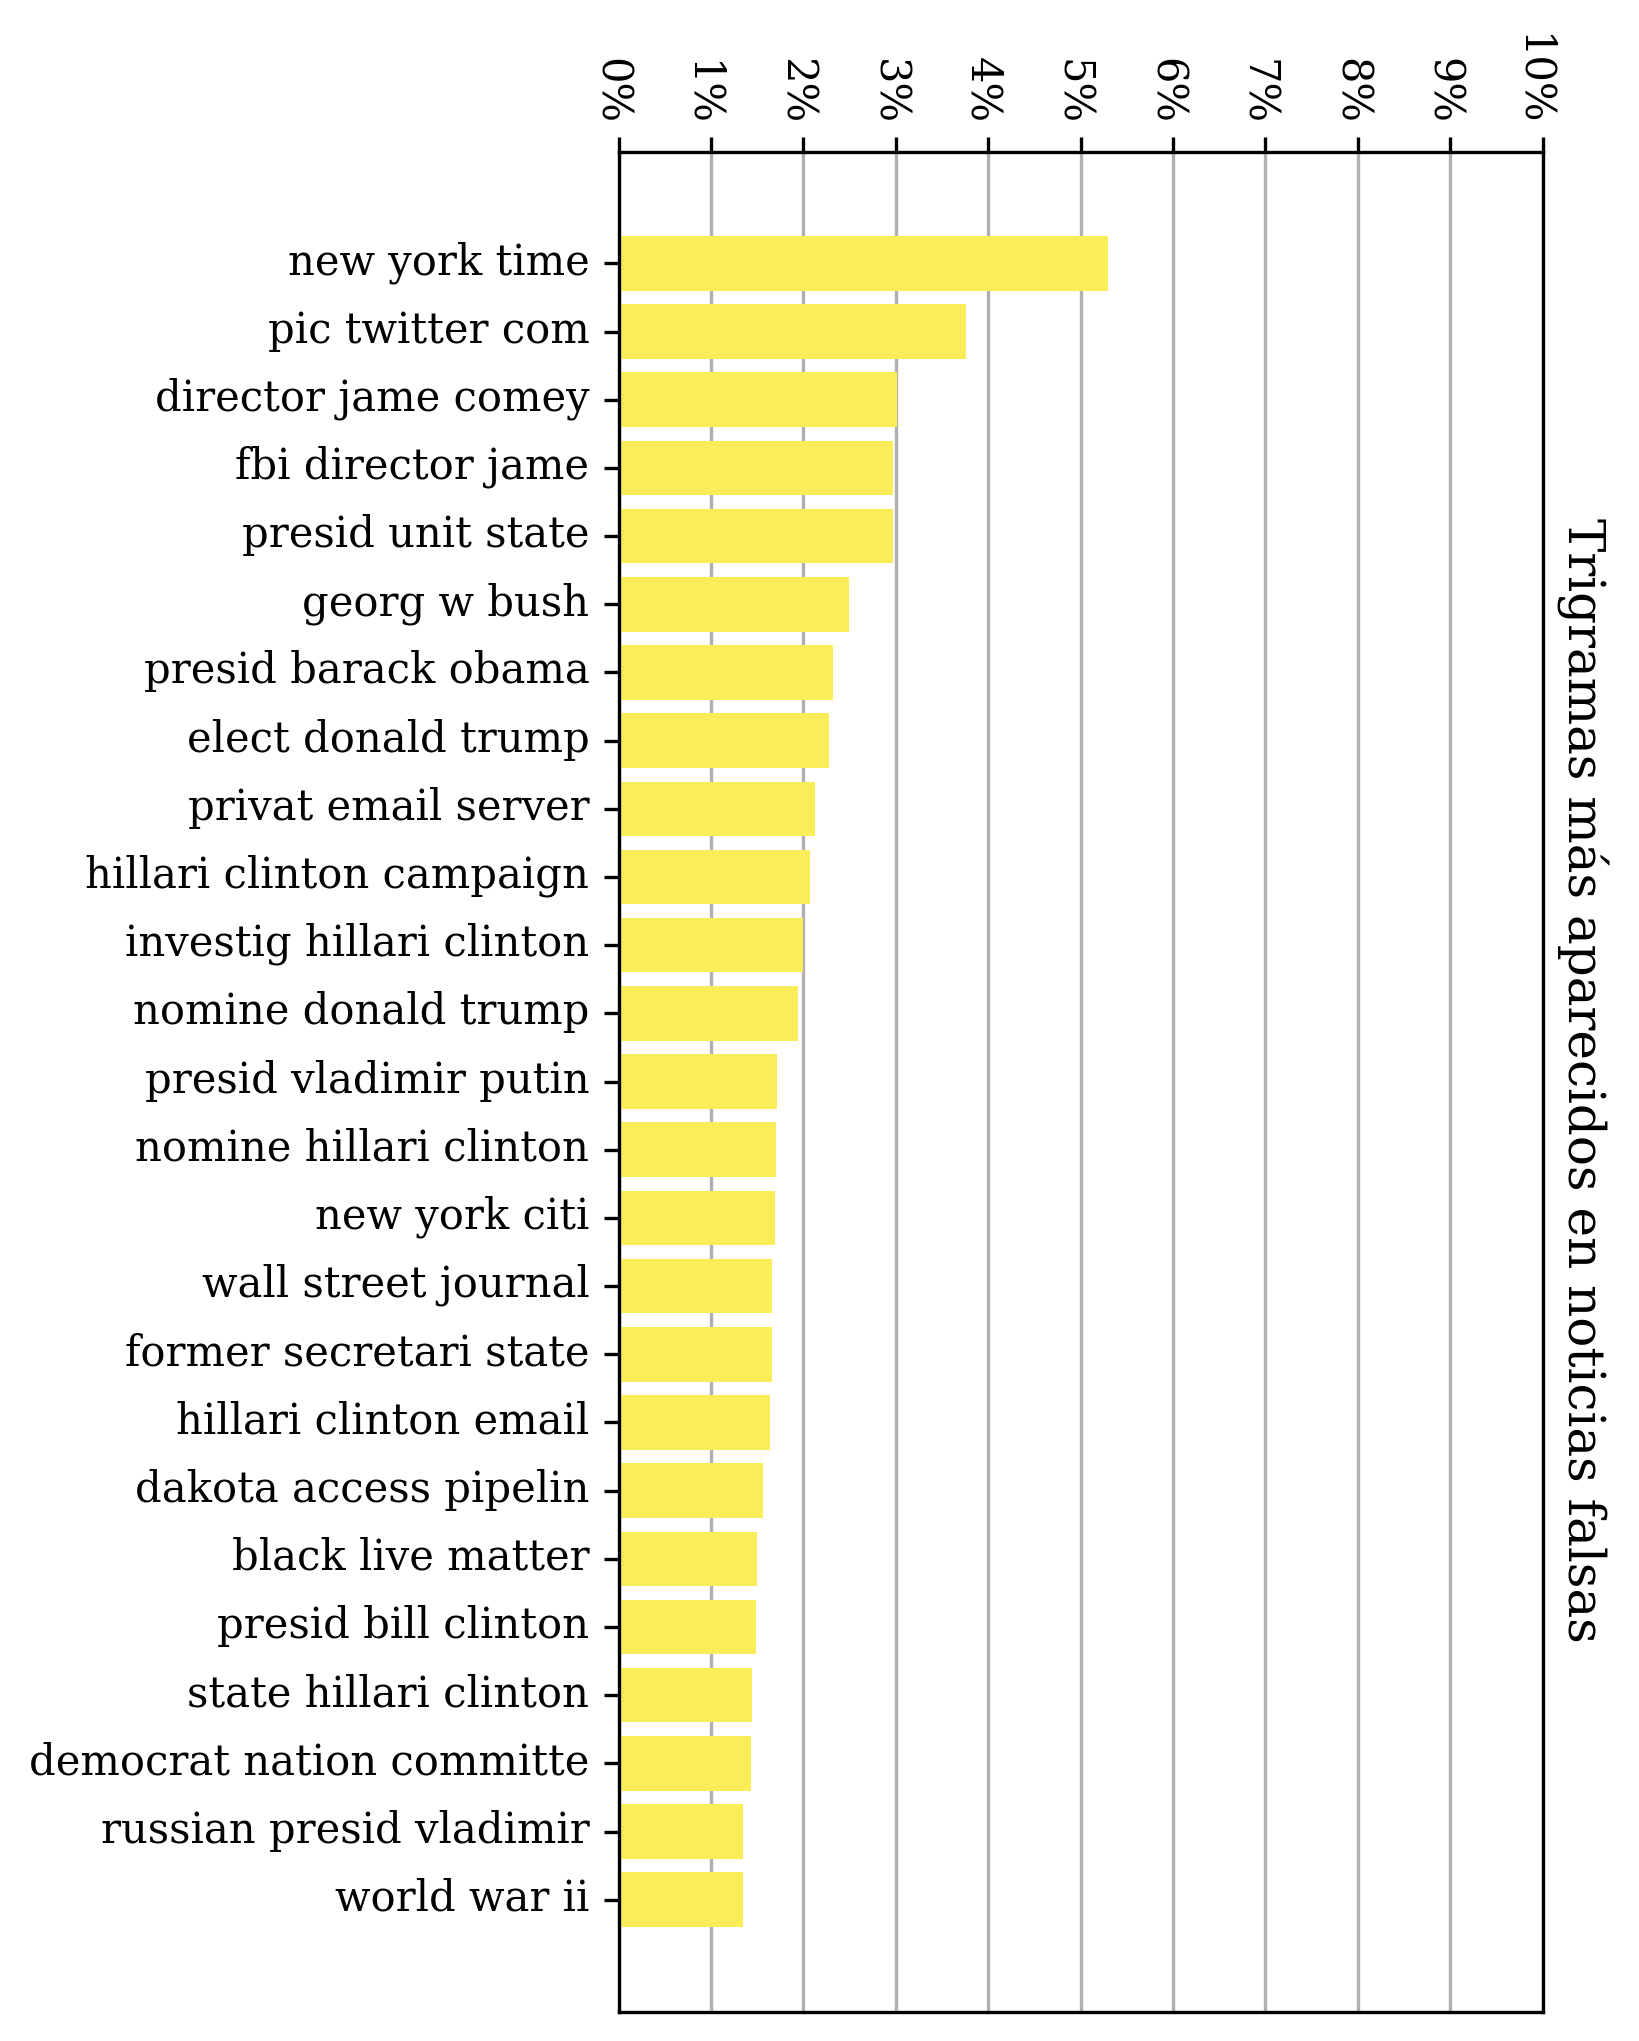 Trigramas más aparecidos en noticias falsas
0%
1%
2%
3%
4%
5%
6%
7%
8%
9%
10%
new york time
pic twitter com
director jame comey
fbi director jame
presid unit state
georg w bush
presid barack obama
elect donald trump
privat email server
hillari clinton campaign
investig hillari clinton
nomine donald trump
presid vladimir putin
nomine hillari clinton
new york citi
wall street journal
former secretari state
hillari clinton email
dakota access pipelin
black live matter
presid bill clinton
state hillari clinton
democrat nation committe
russian presid vladimir
world war ii